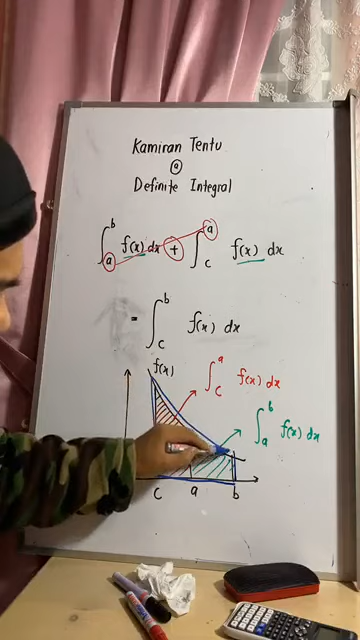 Kamiran Tentu
@
Definite Integral
∫_a^b f(x) dx + ∫_c^a f(x) dx
= ∫_c^b f(x) dx
f(x)
∫_c^a f(x) dx
∫_a^b f(x) dx
c a b